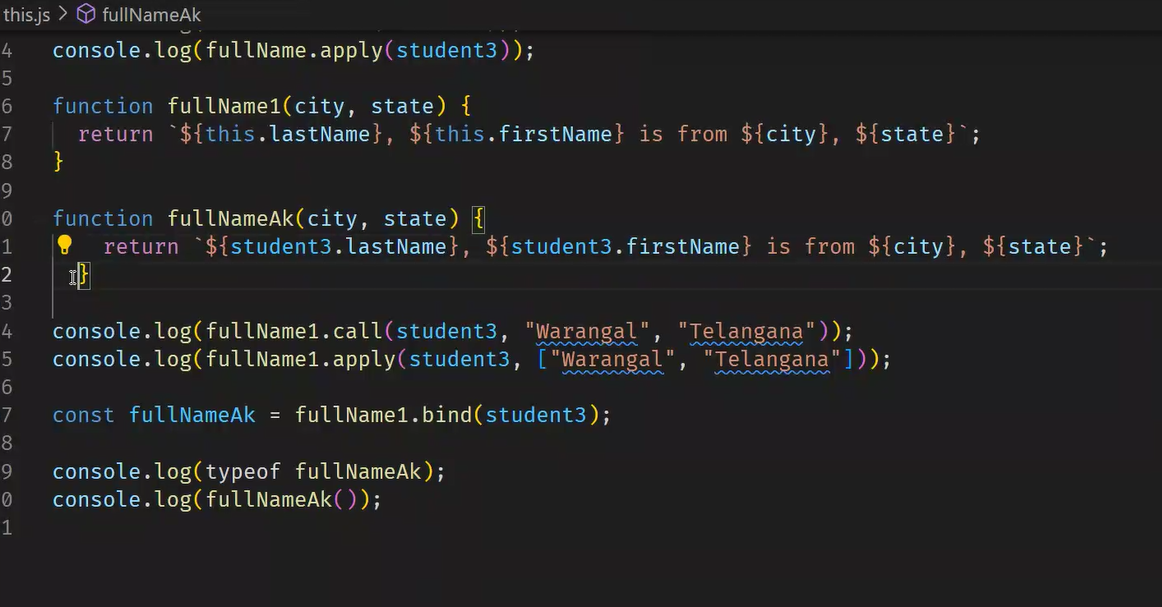 this.js > fullNameAk
4 console.log(fullName.apply(student3));
5
6 function fullName1(city, state) {
7 return `${this.lastName}, ${this.firstName} is from ${city}, ${state}`;
8 }
9
0 function fullNameAk(city, state) {
1 return `${student3.lastName}, ${student3.firstName} is from ${city}, ${state}`;
2 }
3
4 console.log(fullName1.call(student3, "Warangal", "Telangana"));
5 console.log(fullName1.apply(student3, ["Warangal", "Telangana"]));
6
7 const fullNameAk = fullName1.bind(student3);
8
9 console.log(typeof fullNameAk);
0 console.log(fullNameAk());
1